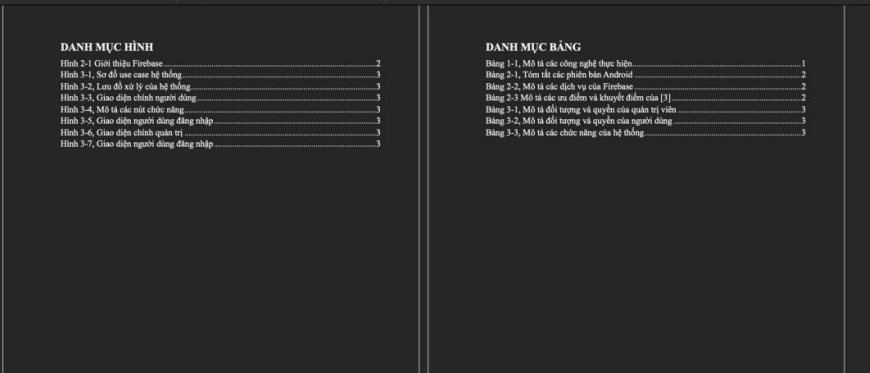 DANH MỤC HÌNH
Hình 2-1 Giới thiệu Firebase.......2
Hình 3-1, Sơ đồ use case hệ thống.......3
Hình 3-2, Lưu đồ xử lý của hệ thống.......3
Hình 3-3, Giao diện chính người dùng.......3
Hình 3-4, Mô tả các nút chức năng.......3
Hình 3-5, Giao diện người dùng đăng nhập.......3
Hình 3-6, Giao diện chính quản trị.......3
Hình 3-7, Giao diện người dùng đăng nhập.......3
DANH MỤC BẢNG
Bảng 1-1, Mô tả các công nghệ thực hiện.......1
Bảng 2-1, Tóm tắt các phiên bản Android.......2
Bảng 2-2, Mô tả các dịch vụ của Firebase.......2
Bảng 2-3 Mô tả các ưu điểm và khuyết điểm của [3].......2
Bảng 3-1, Mô tả đối tượng và quyền của quản trị viên.......3
Bảng 3-2, Mô tả đối tượng và quyền của người dùng.......3
Bảng 3-3, Mô tả các chức năng của hệ thống.......3